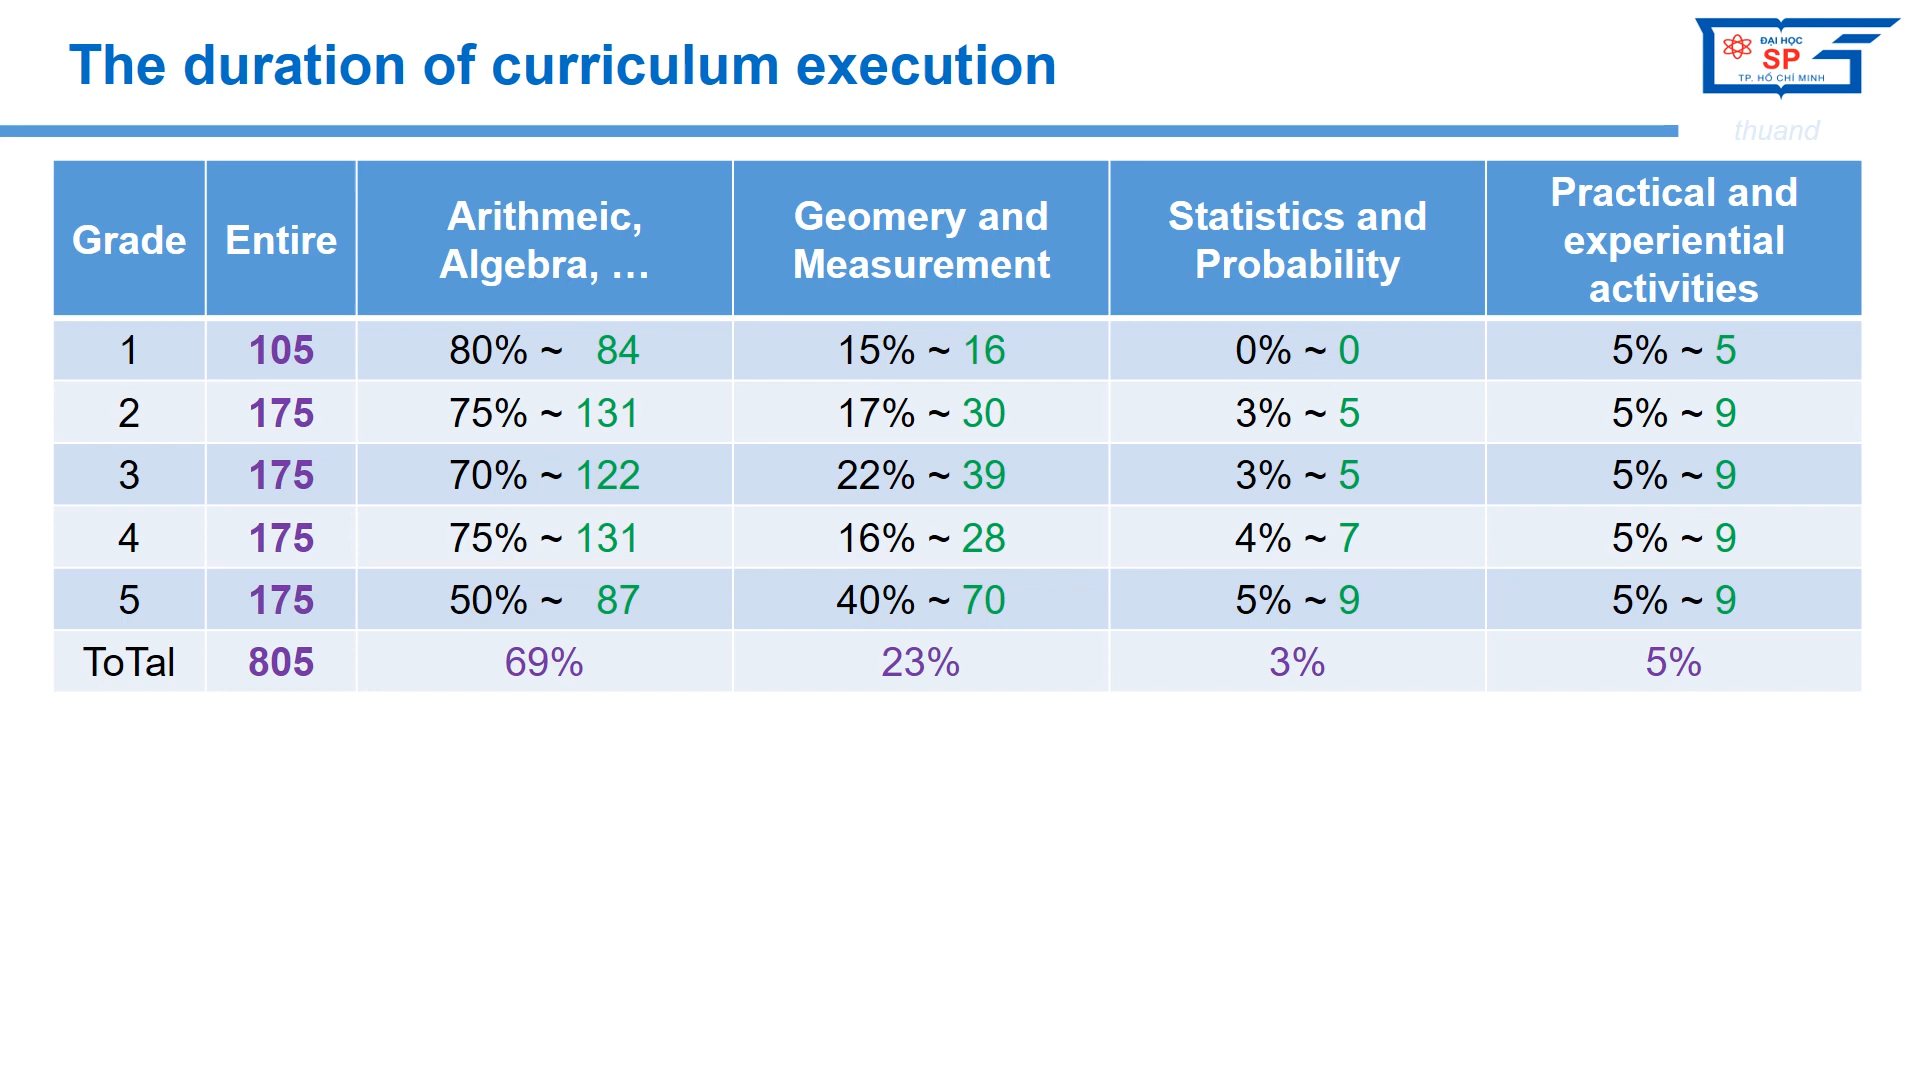 The duration of curriculum execution
ĐẠI HỌC
SP
TP. HỒ CHÍ MINH
thuand
Grade Entire Arithmeic, Algebra, … Geomery and Measurement Statistics and Probability Practical and experiential activities
1 105 80% ~ 84 15% ~ 16 0% ~ 0 5% ~ 5
2 175 75% ~ 131 17% ~ 30 3% ~ 5 5% ~ 9
3 175 70% ~ 122 22% ~ 39 3% ~ 5 5% ~ 9
4 175 75% ~ 131 16% ~ 28 4% ~ 7 5% ~ 9
5 175 50% ~ 87 40% ~ 70 5% ~ 9 5% ~ 9
ToTal 805 69% 23% 3% 5%